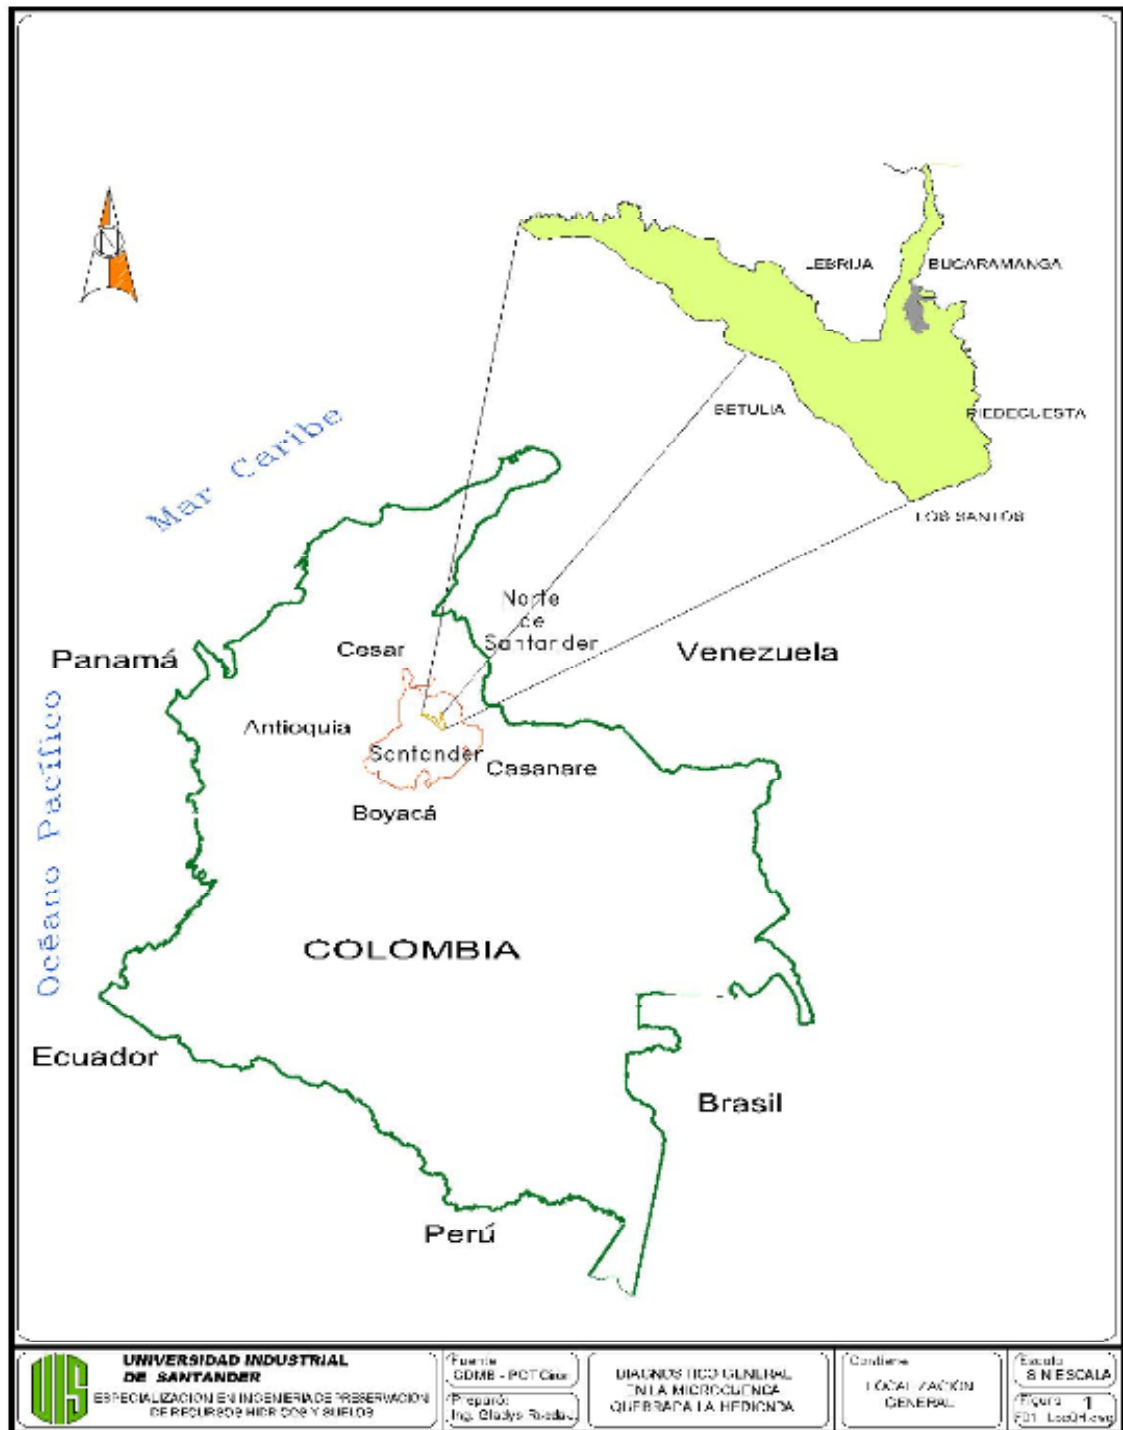 N
LEBRIJA
BUCARAMANGA
BETULIA
PIEDECUESTA
LOS SANTOS
Mar Caribe
Norte
de
Santander
Cesar
Panamá
Venezuela
Antioquia
Santander
Casanare
Boyacá
Océano Pacífico
COLOMBIA
Ecuador
Brasil
Perú
UIS
UNIVERSIDAD INDUSTRIAL
DE SANTANDER
ESPECIALIZACION EN INGENIERIA DE PRESERVACION
DE RECURSOS HIDRICOS Y SUELOS
Fuente
CDMB - POT Giron
Preparó:
Ing. Gladys
DIAGNOSTICO GENERAL
EN LA MICROCUENCA
QUEBRADA LA HEDIONDA
Contiene
LOCALIZACIÓN
GENERAL
Escala
SIN ESCALA
Figura 1